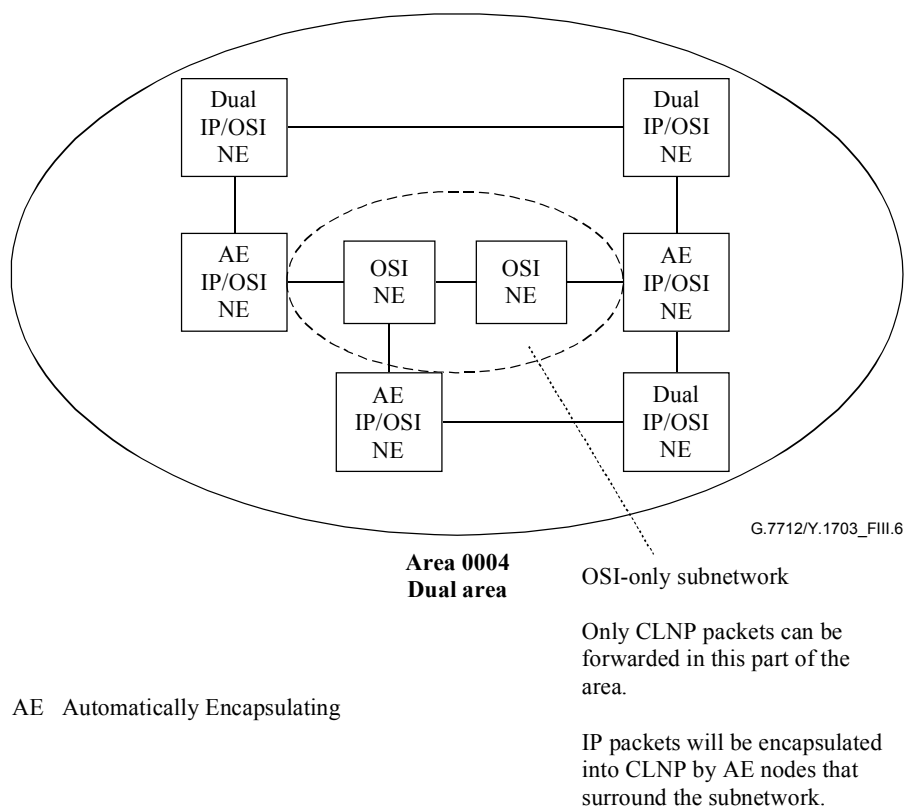 Dual
IP/OSI
NE
Dual
IP/OSI
NE
AE
IP/OSI
NE
OSI
NE
OSI
NE
AE
IP/OSI
NE
AE
IP/OSI
NE
Dual
IP/OSI
NE
G.7712/Y.1703_FIII.6
Area 0004
Dual area
OSI-only subnetwork
Only CLNP packets can be
forwarded in this part of the
area.
AE Automatically Encapsulating
IP packets will be encapsulated
into CLNP by AE nodes that
surround the subnetwork.